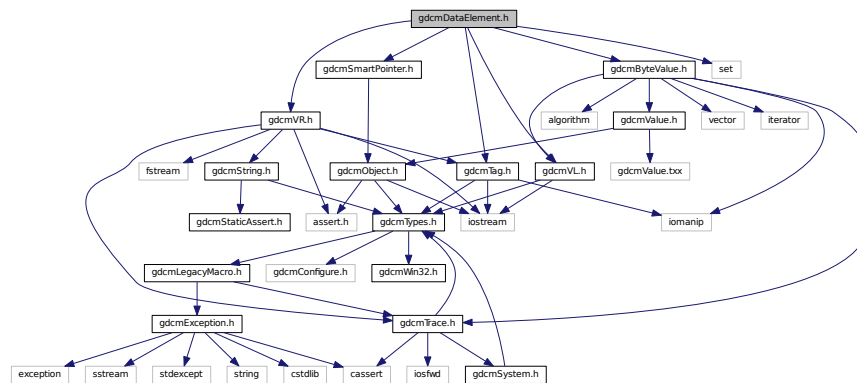 gdcmDataElement.h
gdcmSmartPointer.h
gdcmByteValue.h
set
gdcmVR.h
algorithm
gdcmValue.h
vector
iterator
fstream
gdcmString.h
gdcmObject.h
gdcmTag.h
gdcmVL.h
gdcmValue.txx
gdcmStaticAssert.h
assert.h
gdcmTypes.h
iostream
iomanip
gdcmLegacyMacro.h
gdcmConfigure.h
gdcmWin32.h
gdcmException.h
gdcmTrace.h
exception
sstream
stdexcept
string
cstdlib
cassert
iosfwd
gdcmSystem.h